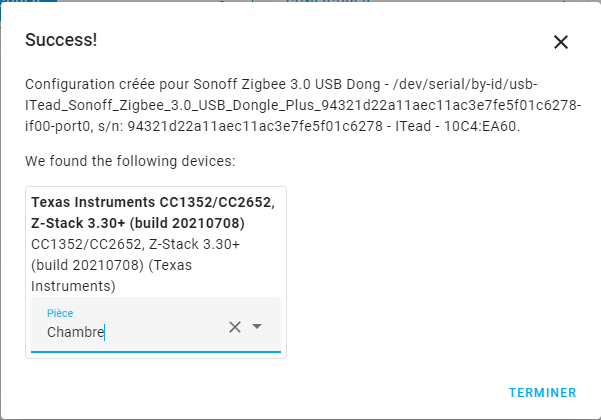 Success!
Configuration créée pour Sonoff Zigbee 3.0 USB Dong - /dev/serial/by-id/usb-
ITead_Sonoff_Zigbee_3.0_USB_Dongle_Plus_94321d22a11aec11ac3e7fe5f01c6278-
if00-port0, s/n: 94321d22a11aec11ac3e7fe5f01c6278 - ITead - 10C4:EA60.
We found the following devices:
Texas Instruments CC1352/CC2652,
Z-Stack 3.30+ (build 20210708)
CC1352/CC2652, Z-Stack 3.30+
(build 20210708) (Texas
Instruments)
Pièce
Chambre
TERMINER